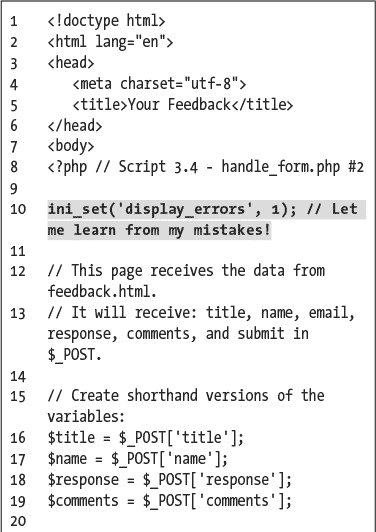 1 <!doctype html>
2 <html lang="en">
3 <head>
4 <meta charset="utf-8">
5 <title>Your Feedback</title>
6 </head>
7 <body>
8 <?php // Script 3.4 - handle_form.php #2
9
10 ini_set('display_errors', 1); // Let
me learn from my mistakes!
11
12 // This page receives the data from
feedback.html.
13 // It will receive: title, name, email,
response, comments, and submit in
$_POST.
14
15 // Create shorthand versions of the
variables:
16 $title = $_POST['title'];
17 $name = $_POST['name'];
18 $response = $_POST['response'];
19 $comments = $_POST['comments'];
20